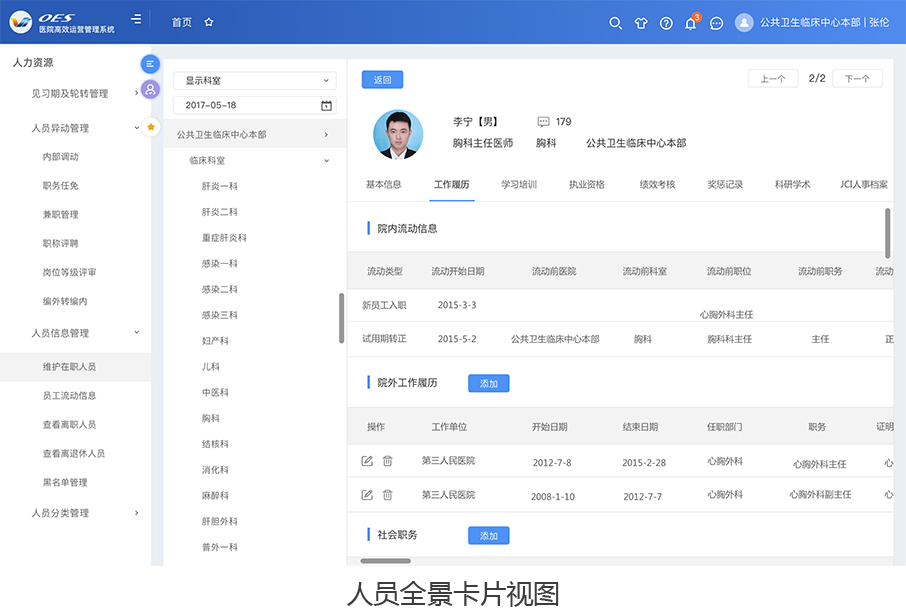 OES
医院高效运营管理系统
首页
3
公共卫生临床中心本部 | 张伦
人力资源
见习期及轮转管理
人员异动管理
内部调动
职务任免
兼职管理
职称评聘
岗位等级评审
编外转编内
人员信息管理
维护在职人员
员工流动信息
查看离职人员
查看离退休人员
黑名单管理
人员分类管理
显示科室
2017-05-18
公共卫生临床中心本部
临床科室
肝炎一科
肝炎二科
重症肝炎科
感染一科
感染二科
感染三科
妇产科
儿科
中医科
胸科
结核科
消化科
麻醉科
肝胆外科
普外一科
返回
上一个 2/2 下一个
李宁【男】 179
胸科主任医师 胸科 公共卫生临床中心本部
基本信息 工作履历 学习培训 执业资格 绩效考核 奖惩记录 科研学术 JCI人事档案
院内流动信息
流动类型 流动开始日期 流动前医院 流动前科室 流动前职位 流动前职务 流动
新员工入职 2015-3-3 心胸外科主任
试用期转正 2015-5-2 公共卫生临床中心本部 胸科 胸科科主任 主任 正
院外工作履历 添加
操作 工作单位 开始日期 结束日期 任职部门 职务 证明
第三人民医院 2012-7-8 2015-2-28 心胸外科 心胸外科主任 心
第三人民医院 2008-1-10 2012-7-7 心胸外科 心胸外科副主任 心
社会职务 添加
人员全景卡片视图